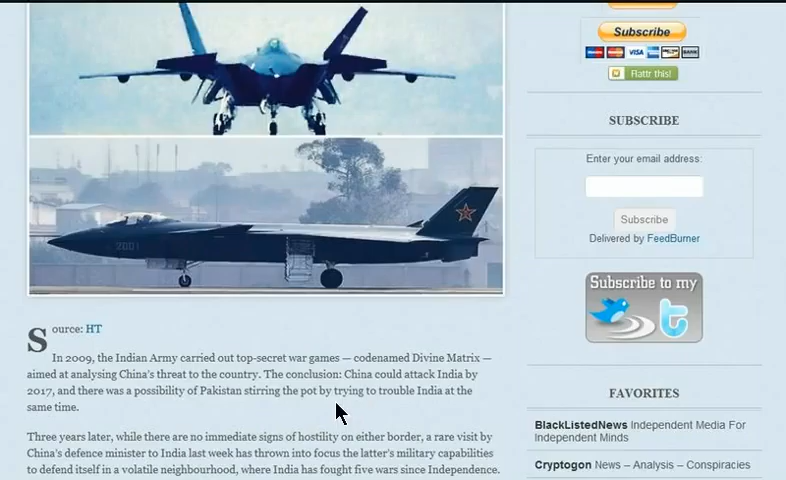 Subscribe
VISA
Flattr this!
SUBSCRIBE
Enter your email address:
Subscribe
Delivered by FeedBurner
Subscribe to my
t
2001
Source: HT
In 2009, the Indian Army carried out top-secret war games — codenamed Divine Matrix —
aimed at analysing China's threat to the country. The conclusion: China could attack India by
2017, and there was a possibility of Pakistan stirring the pot by trying to trouble India at the
same time.
Three years later, while there are no immediate signs of hostility on either border, a rare visit by
China's defence minister to India last week has thrown into focus the latter's military capabilities
to defend itself in a volatile neighbourhood, where India has fought five wars since Independence.
FAVORITES
BlackListedNews Independent Media For
Independent Minds
Cryptogon News – Analysis – Conspiracies